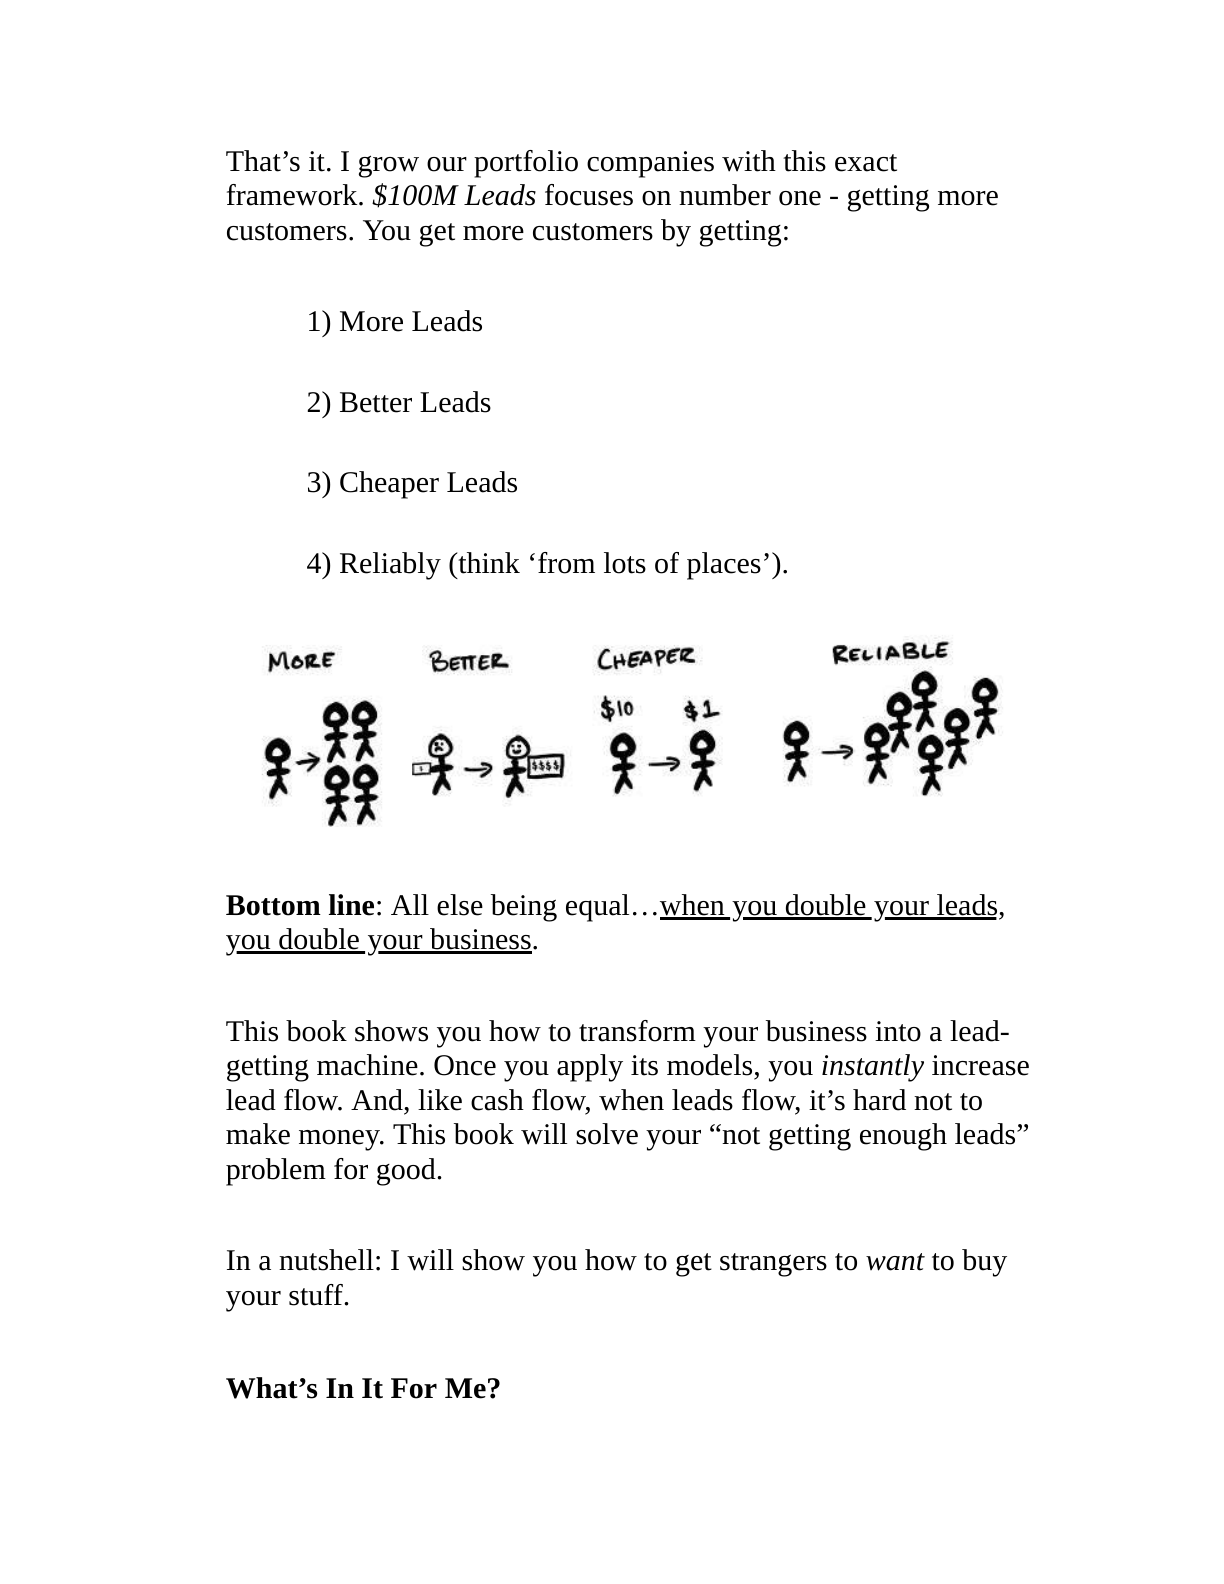 That’s it. I grow our portfolio companies with this exact
framework. $100M Leads focuses on number one - getting more
customers. You get more customers by getting:
1) More Leads
2) Better Leads
3) Cheaper Leads
4) Reliably (think ‘from lots of places’).
MORE BETTER CHEAPER RELIABLE
$10 $1
$ $$$$
Bottom line: All else being equal…when you double your leads,
you double your business.
This book shows you how to transform your business into a lead-
getting machine. Once you apply its models, you instantly increase
lead flow. And, like cash flow, when leads flow, it’s hard not to
make money. This book will solve your “not getting enough leads”
problem for good.
In a nutshell: I will show you how to get strangers to want to buy
your stuff.
What’s In It For Me?